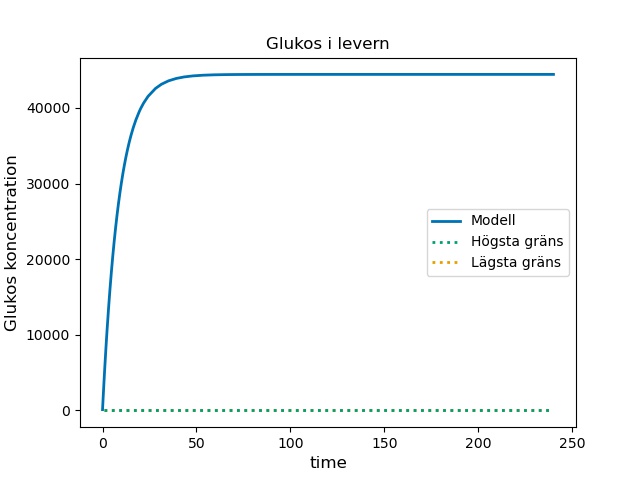 Glukos i levern
Glukos koncentration
40000
30000
20000
10000
0
Modell
Högsta gräns
Lägsta gräns
0 50 100 150 200 250
time